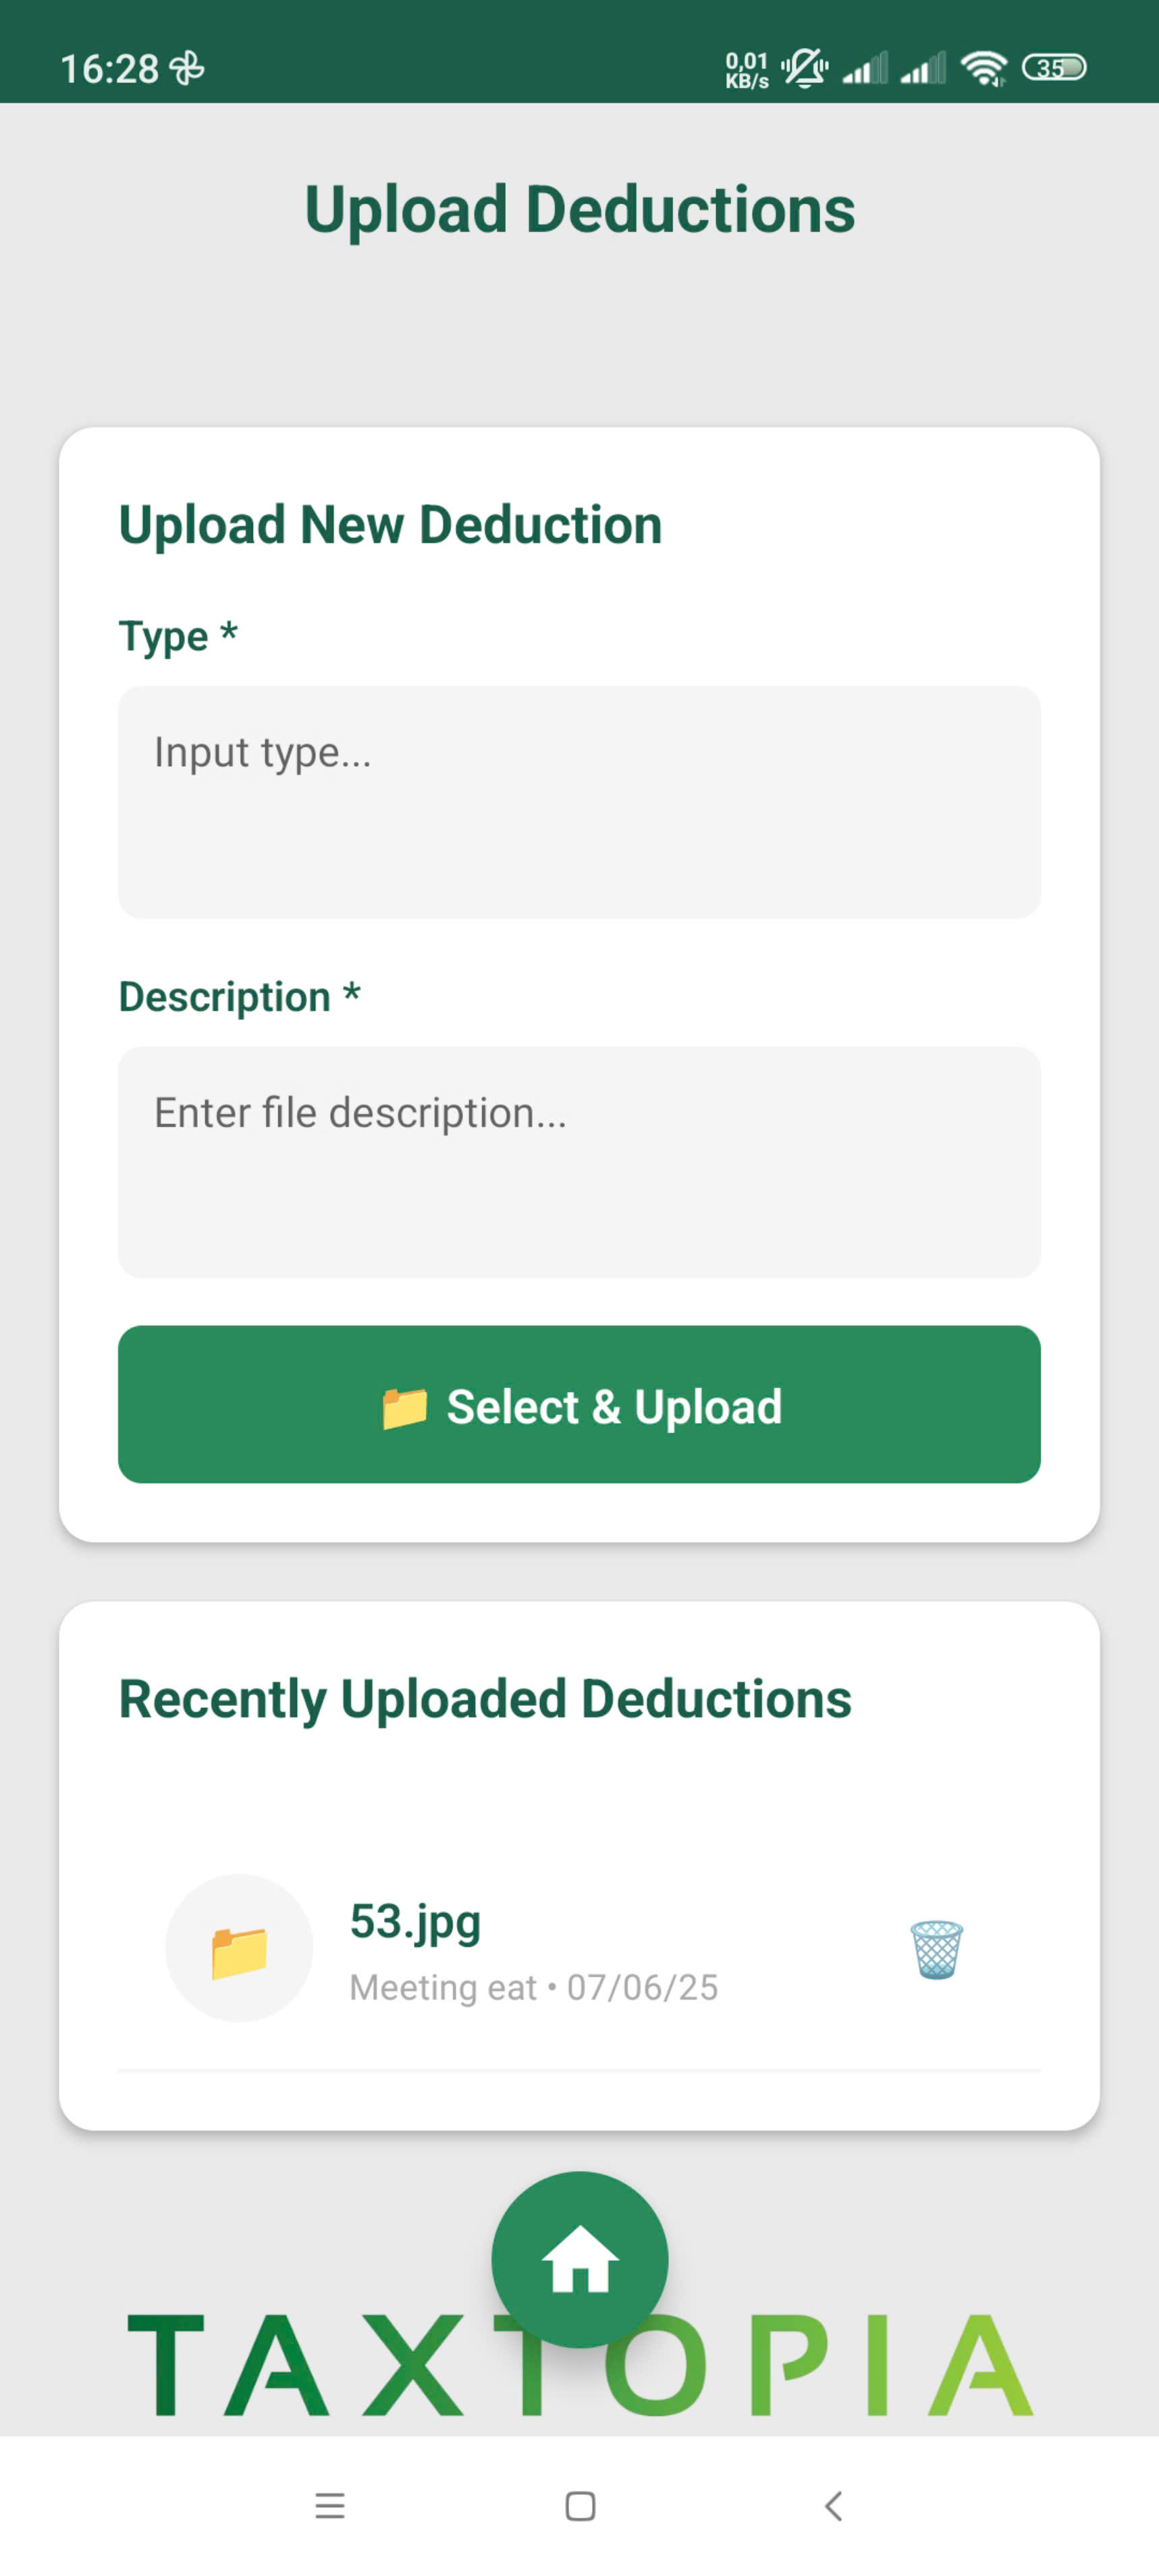 16:28
0,01
KB/s
35
Upload Deductions
Upload New Deduction
Type *
Input type...
Description *
Enter file description...
📁 Select & Upload
Recently Uploaded Deductions
53.jpg
Meeting eat • 07/06/25
TAXTOPIA